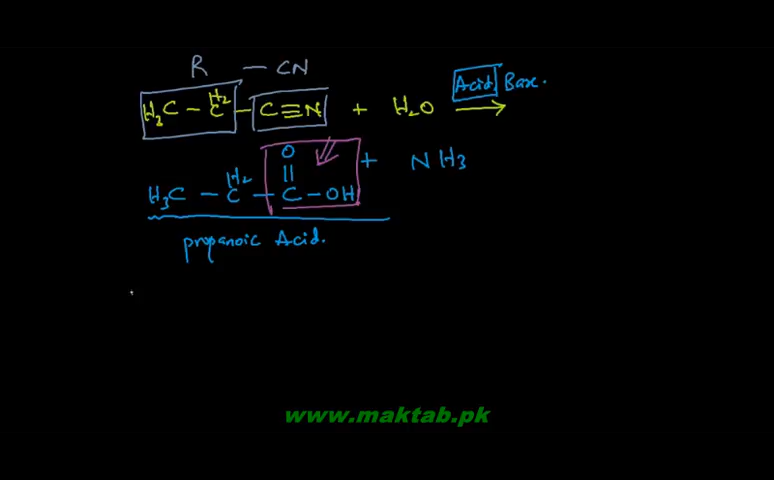 R — CN
H₃C – CH₂ – C≡N + H₂O Acid, Base. →
O
||
H₃C – CH₂ – C – OH + NH₃
propanoic Acid.
www.maktab.pk